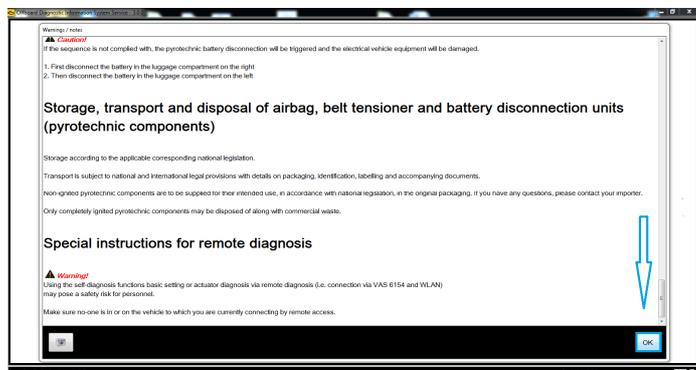 Offboard Diagnostic Information System Service - 3.0.2
Warnings / notes
Caution!
If the sequence is not complied with, the pyrotechnic battery disconnection will be triggered and the electrical vehicle equipment will be damaged.
1. First disconnect the battery in the luggage compartment on the right
2. Then disconnect the battery in the luggage compartment on the left
Storage, transport and disposal of airbag, belt tensioner and battery disconnection units
(pyrotechnic components)
Storage according to the applicable corresponding national legislation.
Transport is subject to national and international legal provisions with details on packaging, identification, labelling and accompanying documents.
Non-ignited pyrotechnic components are to be supplied for their intended use, in accordance with national legislation, in the original packaging. If you have any questions, please contact your importer.
Only completely ignited pyrotechnic components may be disposed of along with commercial waste.
Special instructions for remote diagnosis
Warning!
Using the self-diagnosis functions basic setting or actuator diagnosis via remote diagnosis (i.e. connection via VAS 6154 and WLAN)
may pose a safety risk for personnel.
Make sure no-one is in or on the vehicle to which you are currently connecting by remote access.
OK